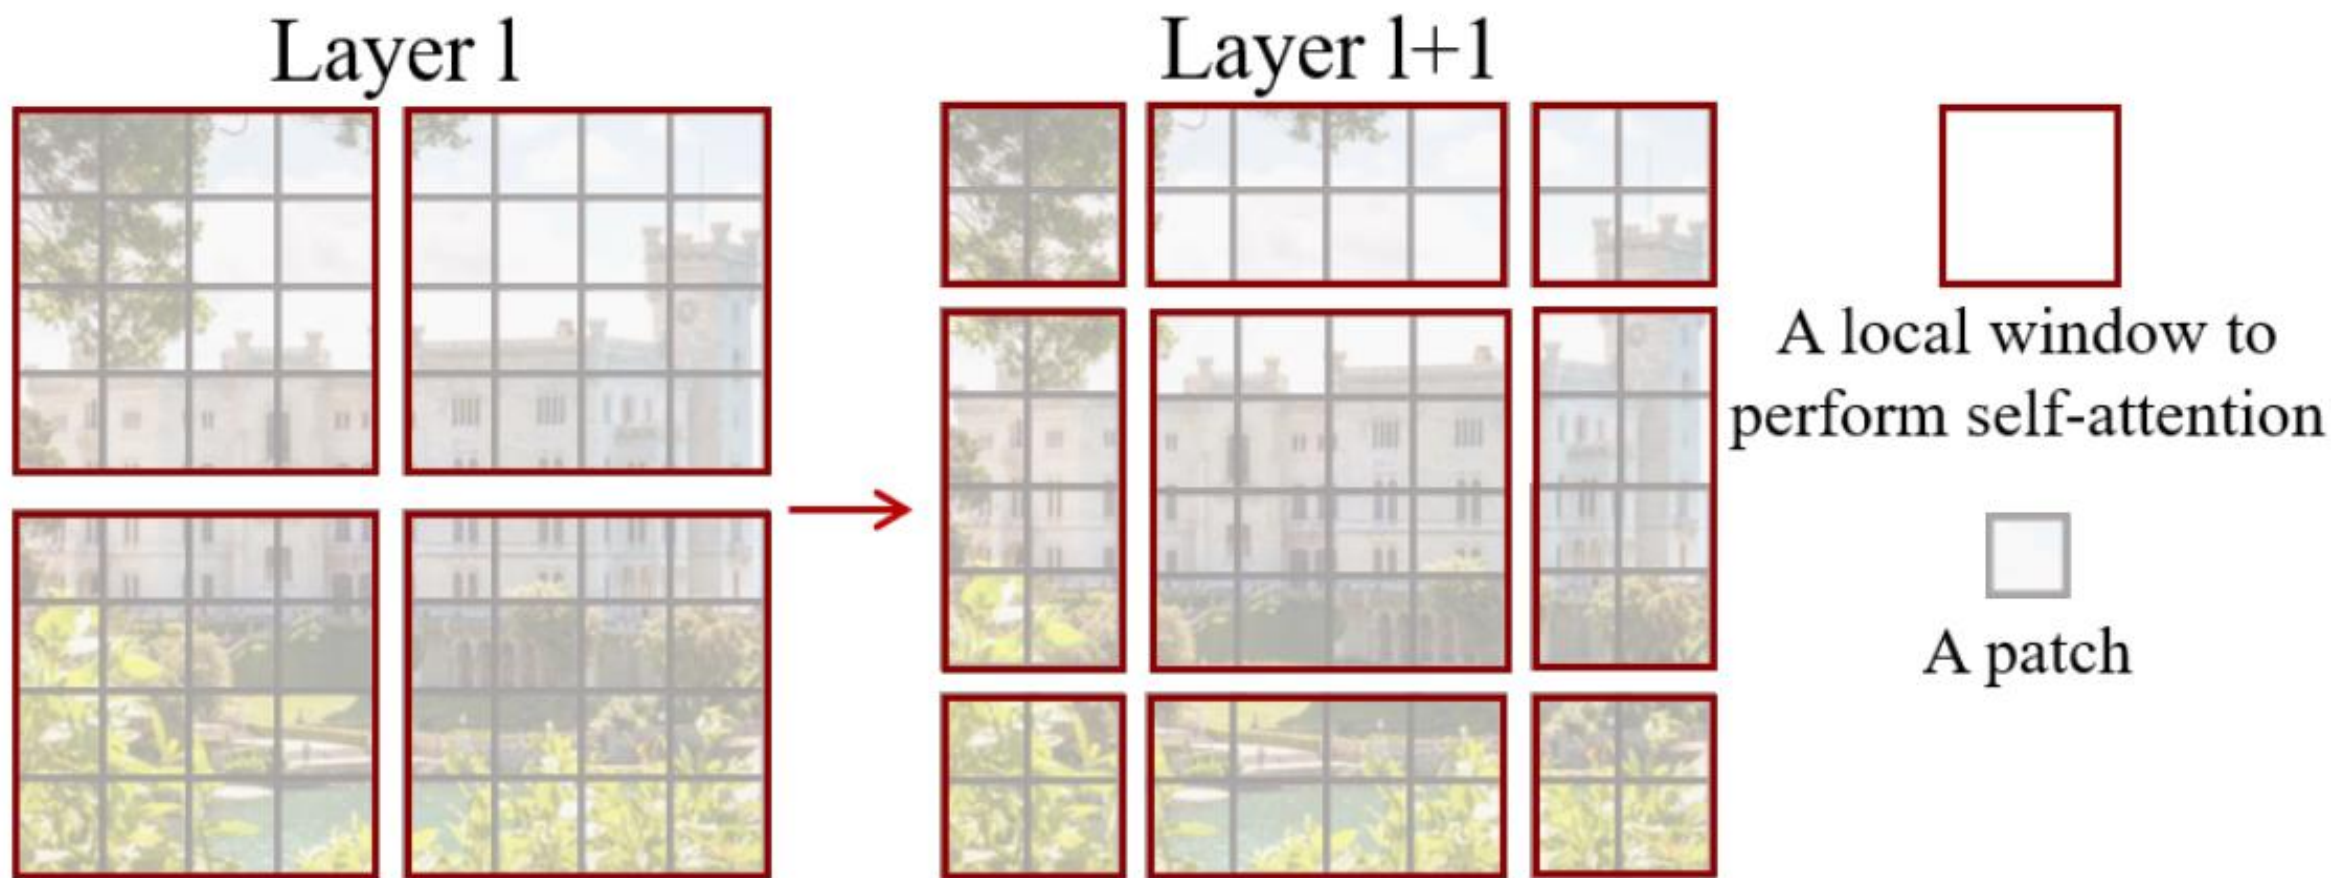 Layer l
Layer l+1
A local window to
perform self-attention
A patch